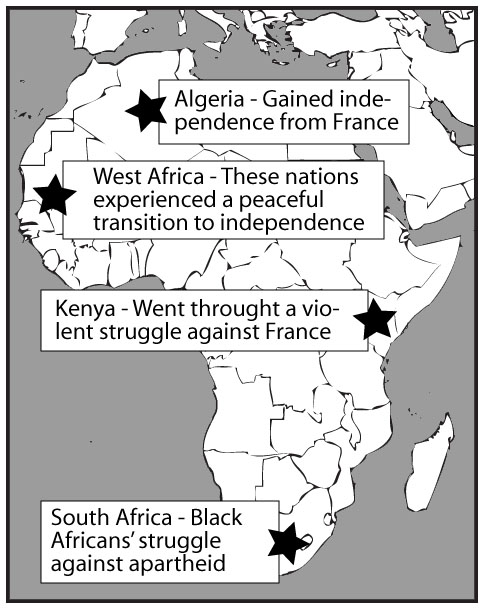 Algeria - Gained inde-
pendence from France
West Africa - These nations
experienced a peaceful
transition to independence
Kenya - Went throught a vio-
lent struggle against France
South Africa - Black
Africans' struggle
against apartheid